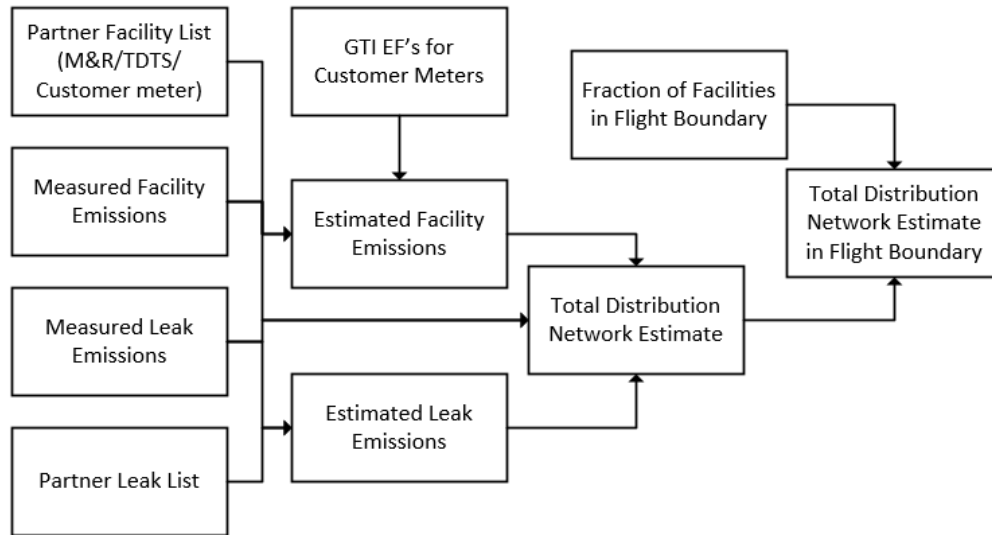 Partner Facility List
(M&R/TDTS/
Customer meter)
GTI EF's for
Customer Meters
Fraction of Facilities
in Flight Boundary
Measured Facility
Emissions
Estimated Facility
Emissions
Total Distribution
Network Estimate
in Flight Boundary
Measured Leak
Emissions
Total Distribution
Network Estimate
Estimated Leak
Emissions
Partner Leak List